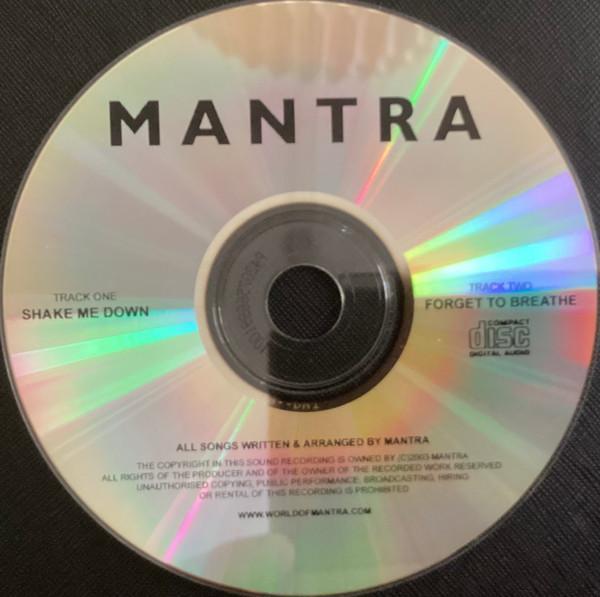 MANTRA
TRACK ONE
SHAKE ME DOWN
TRACK TWO
FORGET TO BREATHE
COMPACT
disc
DIGITAL AUDIO
ALL SONGS WRITTEN & ARRANGED BY MANTRA
THE COPYRIGHT IN THIS SOUND RECORDING IS OWNED BY (C)2003 MANTRA
ALL RIGHTS OF THE PRODUCER AND OF THE OWNER OF THE RECORDED WORK RESERVED
UNAUTHORISED COPYING, PUBLIC PERFORMANCE, BROADCASTING, HIRING
OR RENTAL OF THIS RECORDING IS PROHIBITED
WWW.WORLDOFMANTRA.COM